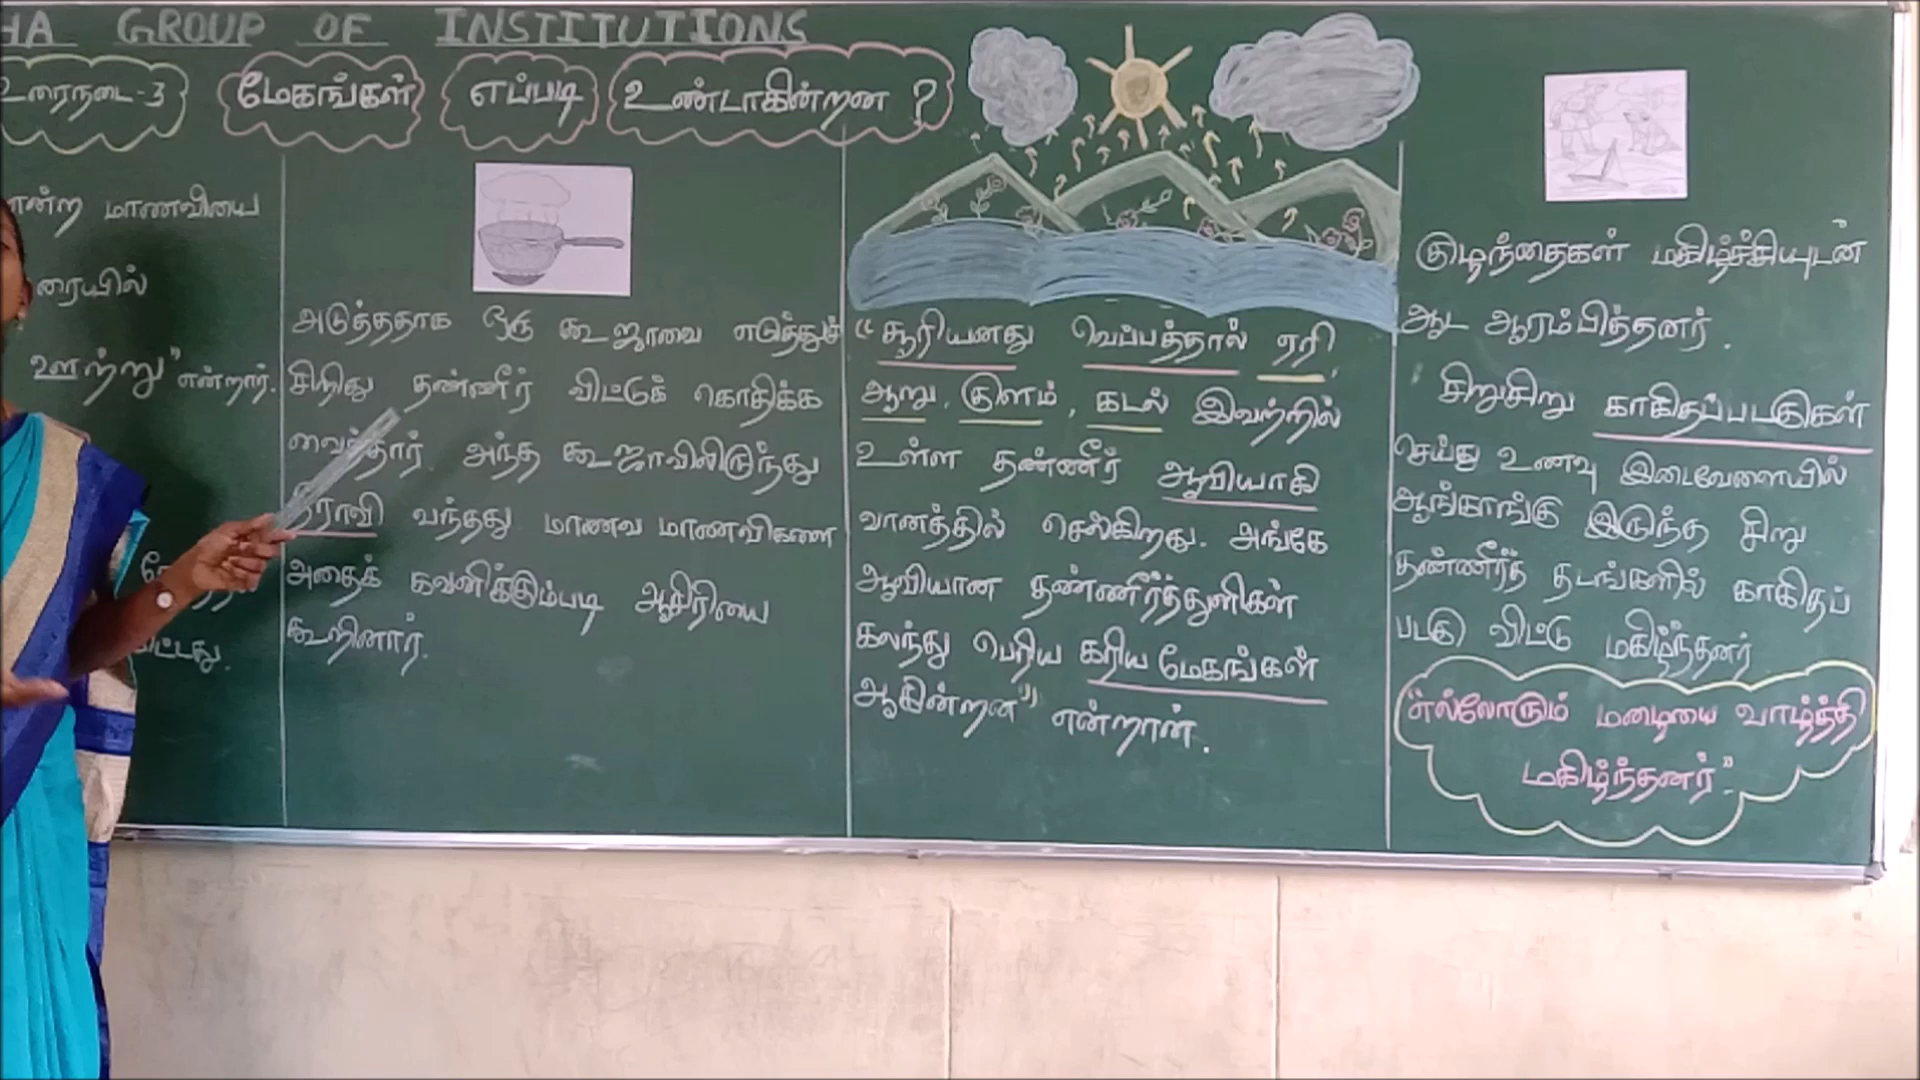 HA GROUP OF INSTITUTIONS
உரைநடை-3 மேகங்கள் எப்படி உண்டாகின்றன ?
என்ற மாணவியை
ரையில்
ஊற்று" என்றார்.
ிட்டது.
அடுத்ததாக ஒரு கூஜாவை எடுத்துச்
சிறிது தண்ணீர் விட்டுக் கொதிக்க
வைத்தார். அந்த கூஜாவிலிருந்து
நீராவி வந்தது. மாணவ மாணவிகளை
அதைக் கவனிக்கும்படி ஆசிரியை
கூறினார்.
"சூரியனது வெப்பத்தால் ஏரி,
ஆறு, குளம், கடல் இவற்றில்
உள்ள தண்ணீர் ஆவியாகி
வானத்தில் செல்கிறது. அங்கே
ஆவியான தண்ணீர்த்துளிகள்
கலந்து பெரிய கரிய மேகங்கள்
ஆகின்றன" என்றான்.
குழந்தைகள் மகிழ்ச்சியுடன்
ஆட ஆரம்பித்தனர்.
சிறுசிறு காகிதப்படகுகள்
செய்து உணவு இடைவேளையில்
ஆங்காங்கு இருந்த சிறு
தண்ணீர்த் தடங்களில் காகிதப்
படகு விட்டு மகிழ்ந்தனர்
"எல்லோரும் மழையை வாழ்த்தி
மகிழ்ந்தனர்".